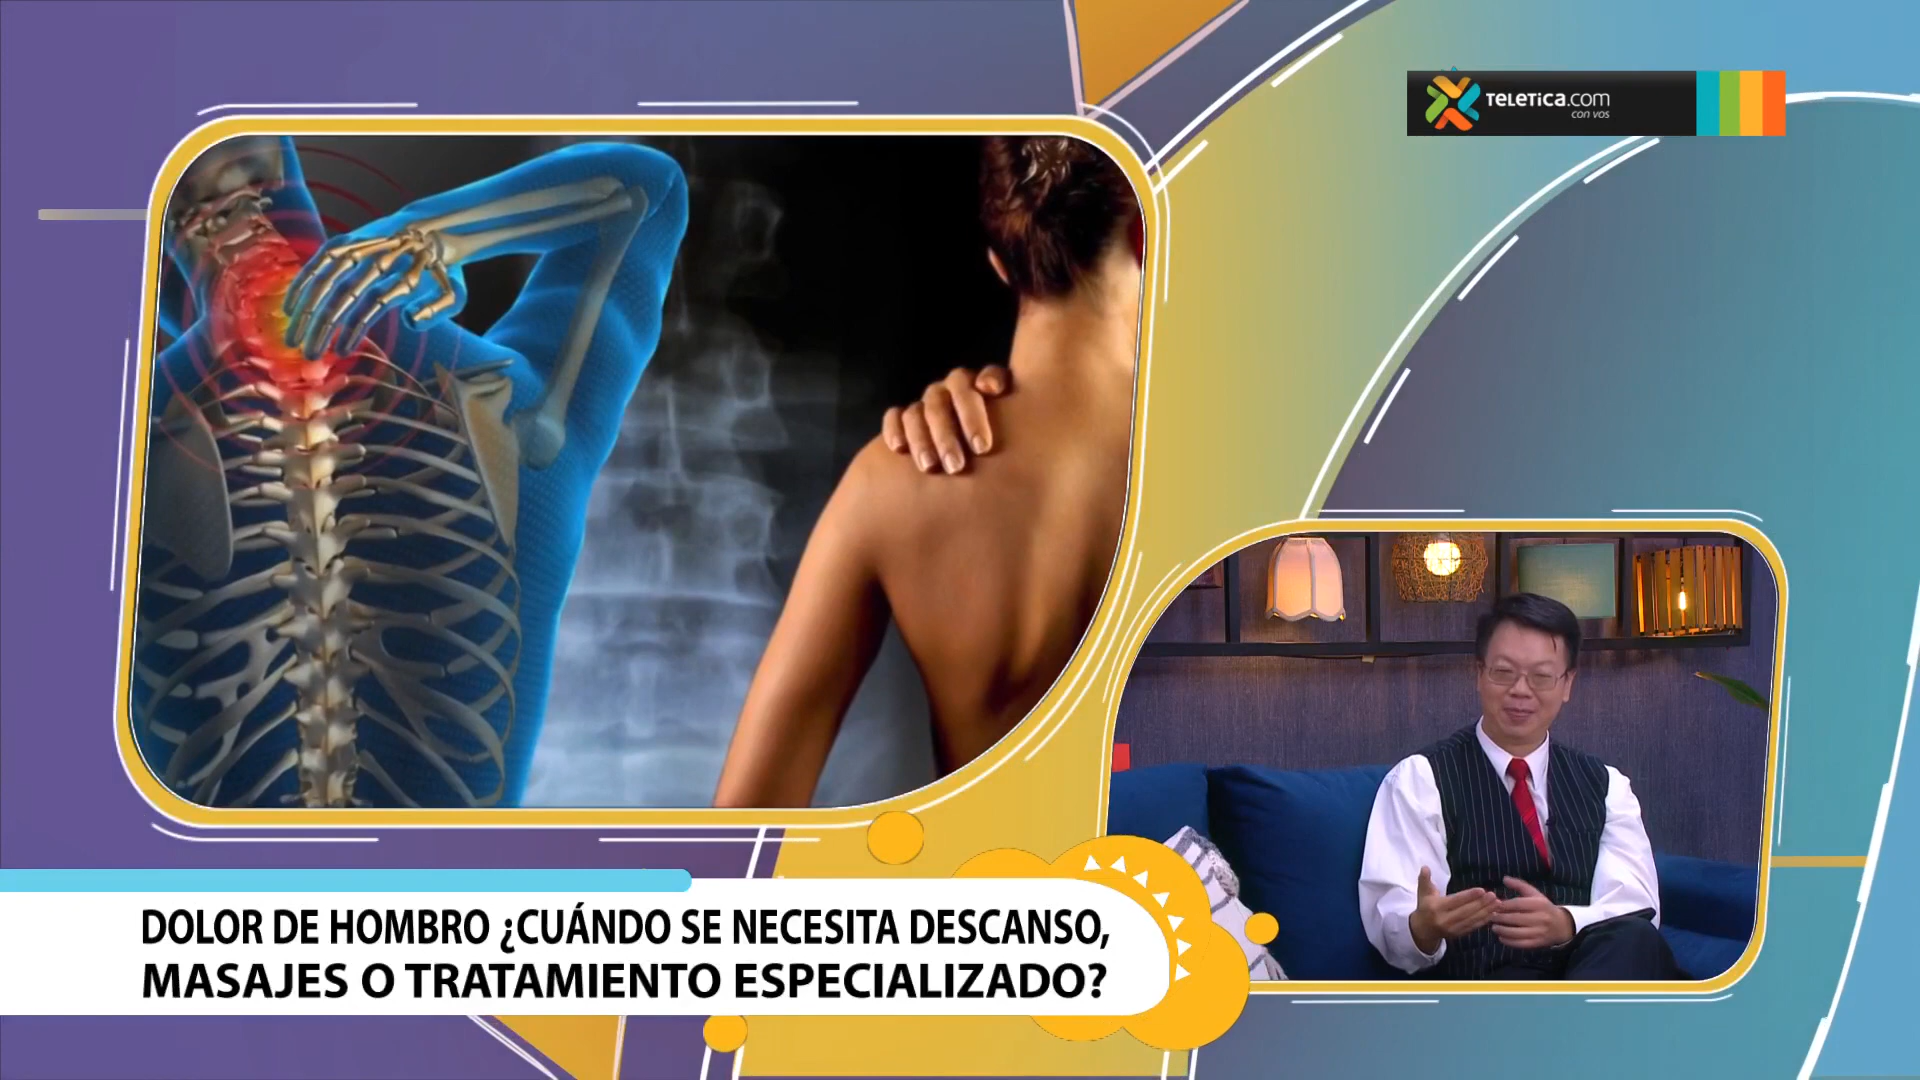 TELETICA.com
con vos
DOLOR DE HOMBRO ¿CUÁNDO SE NECESITA DESCANSO,
MASAJES O TRATAMIENTO ESPECIALIZADO?